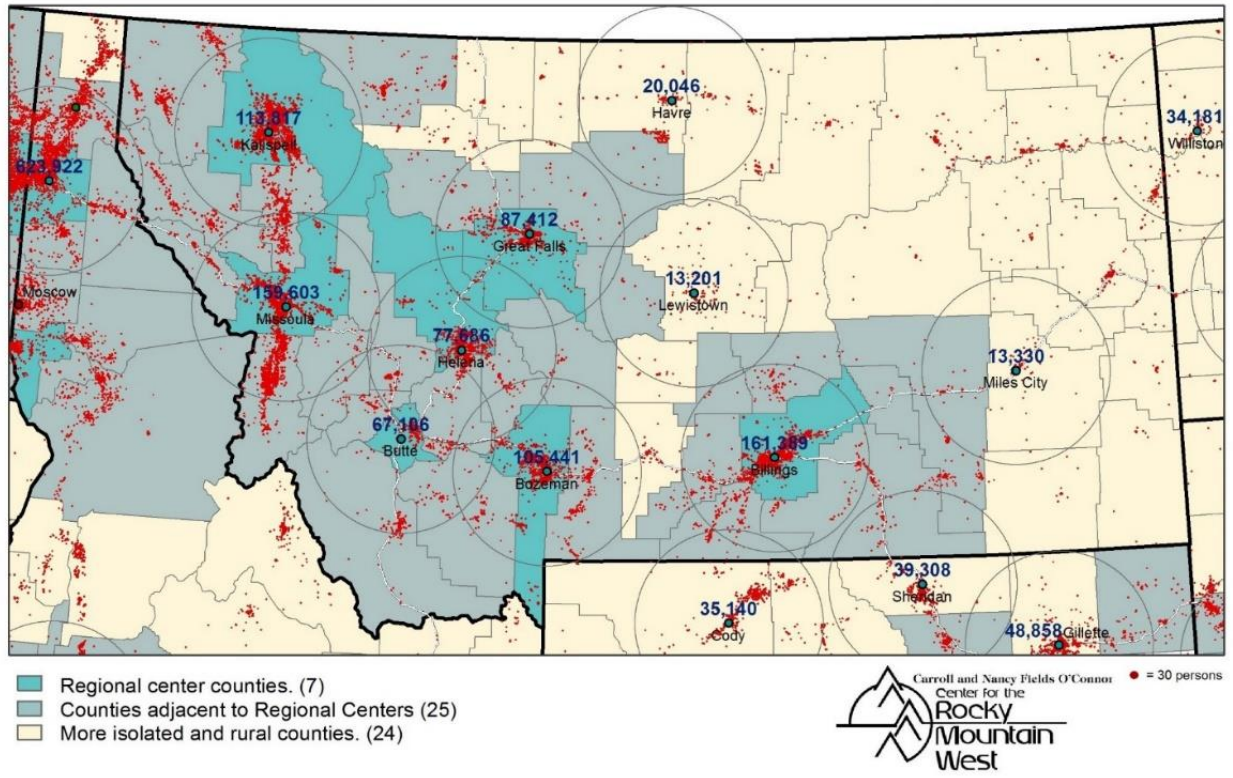 20,046
Havre
34,181
Williston
113,817
Kalispell
623,922
87,412
Great Falls
13,201
Lewistown
Moscow
159,603
Missoula
77,686
Helena
13,330
Miles City
67,106
Butte
105,441
Bozeman
161,389
Billings
39,308
Sheridan
35,140
Cody
48,858 Gillette
Regional center counties. (7)
Counties adjacent to Regional Centers (25)
More isolated and rural counties. (24)
Carroll and Nancy Fields O'Connor
Center for the
Rocky
Mountain
West
= 30 persons